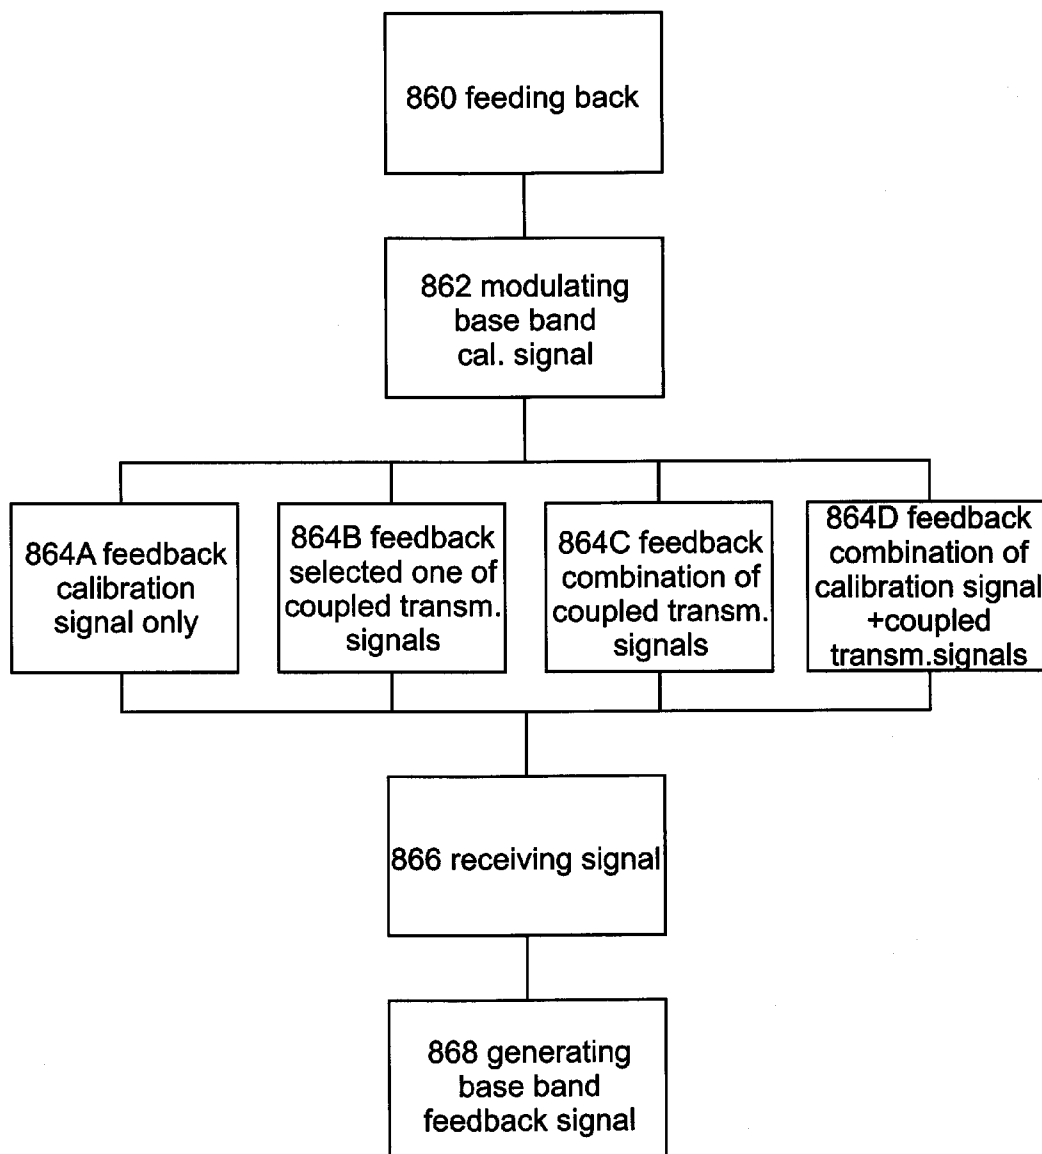 860 feeding back
862 modulating
base band
cal. signal
864A feedback
calibration
signal only
864B feedback
selected one of
coupled transm.
signals
864C feedback
combination of
coupled transm.
signals
864D feedback
combination of
calibration signal
+coupled
transm.signals
866 receiving signal
868 generating
base band
feedback signal